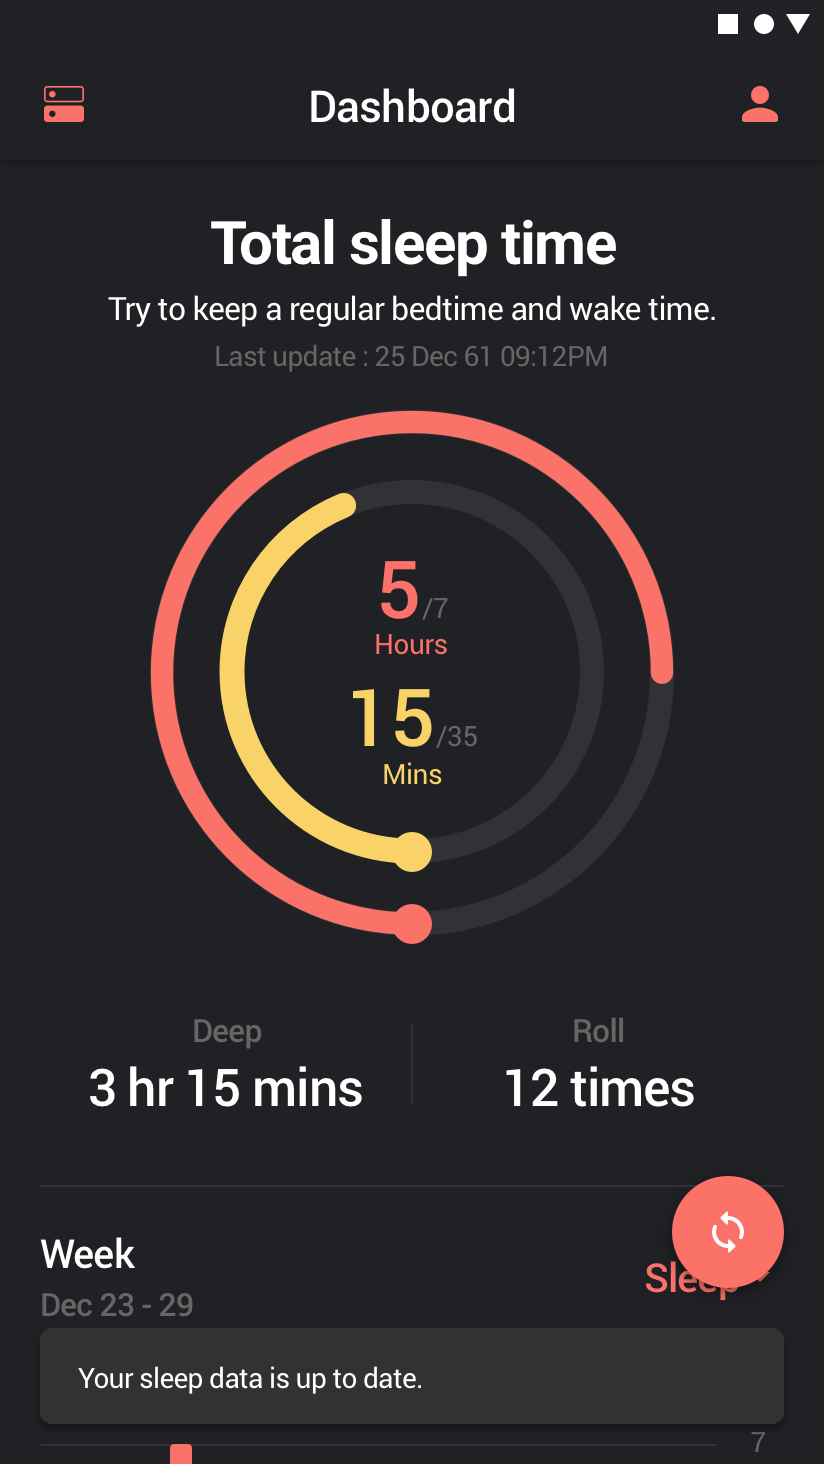 Dashboard
Total sleep time
Try to keep a regular bedtime and wake time.
Last update : 25 Dec 61 09:12PM
5/7
Hours
15/35
Mins
Deep
Roll
3 hr 15 mins
12 times
Week
Sleep
Dec 23 - 29
Your sleep data is up to date.
7